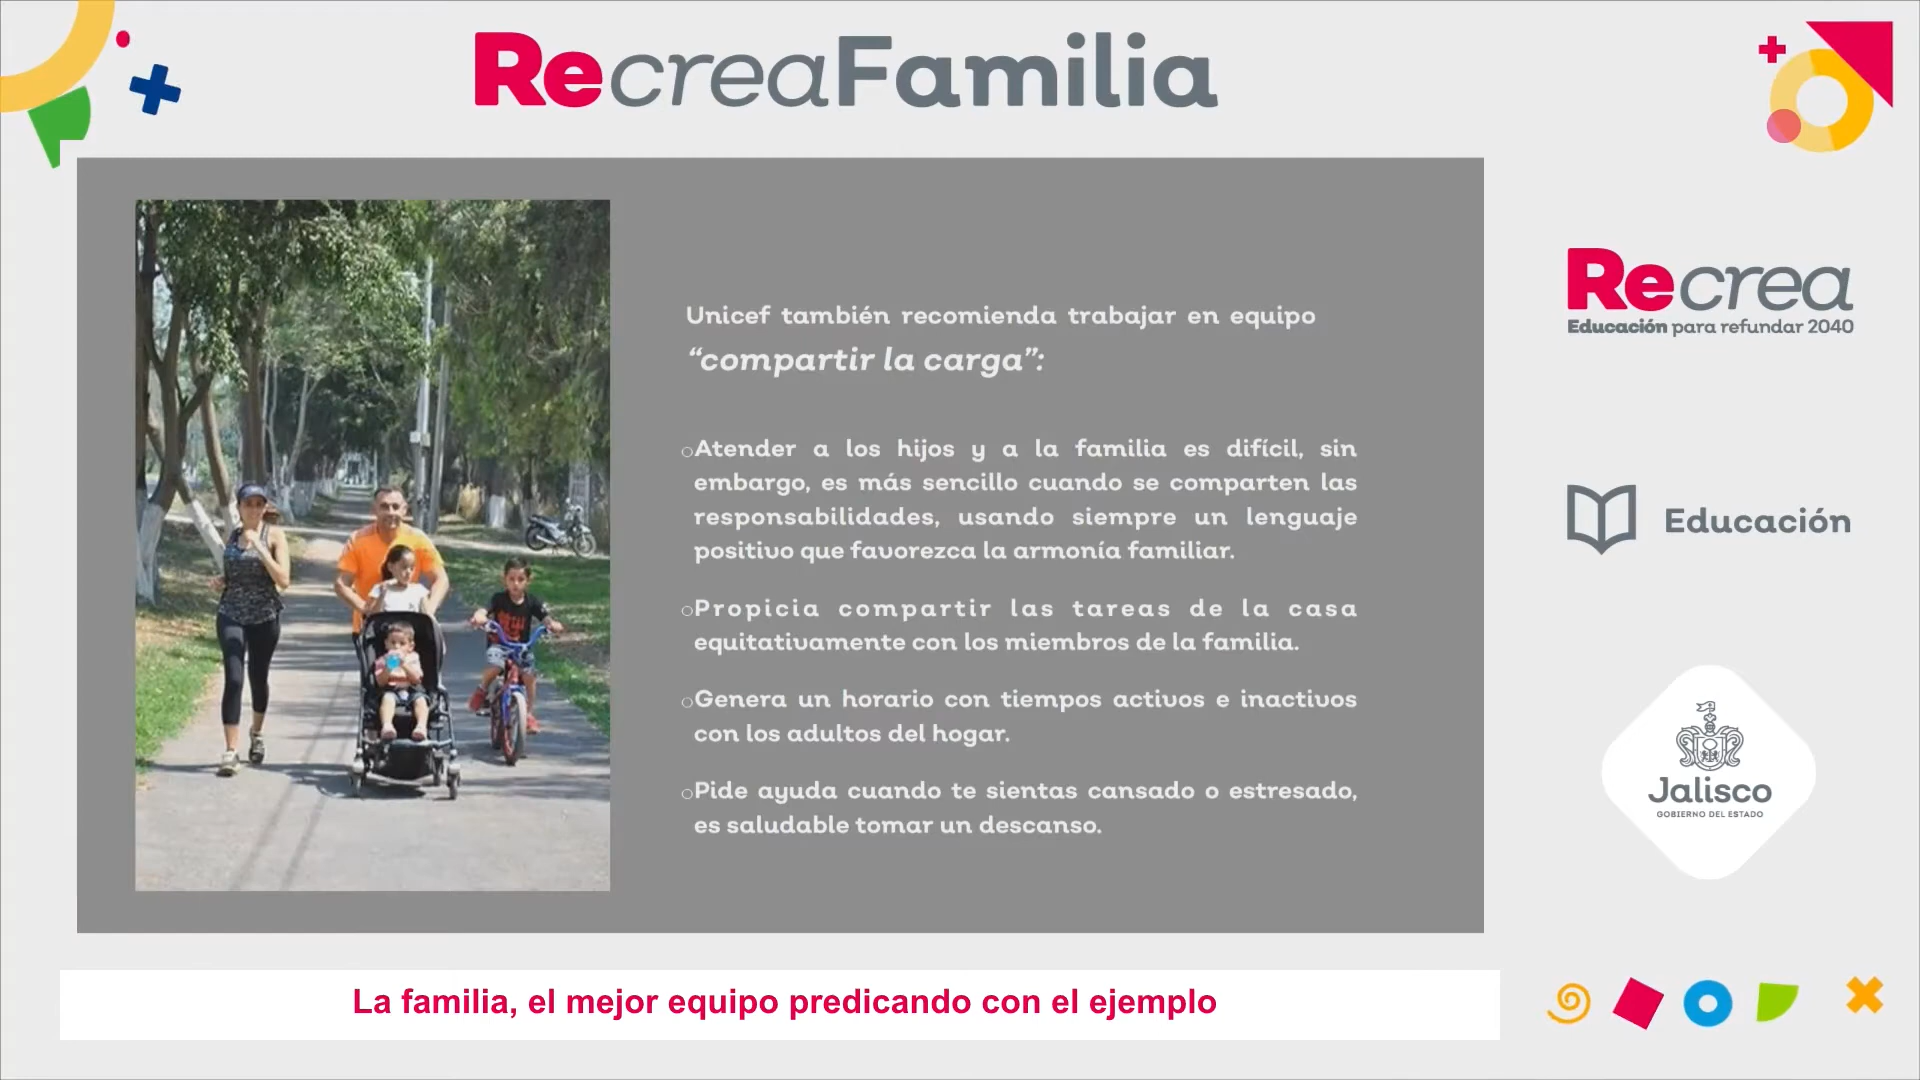 RecreaFamilia
Unicef también recomienda trabajar en equipo
“compartir la carga”:
○Atender a los hijos y a la familia es difícil, sin
embargo, es más sencillo cuando se comparten las
responsabilidades, usando siempre un lenguaje
positivo que favorezca la armonía familiar.
○Propicia compartir las tareas de la casa
equitativamente con los miembros de la familia.
○Genera un horario con tiempos activos e inactivos
con los adultos del hogar.
○Pide ayuda cuando te sientas cansado o estresado,
es saludable tomar un descanso.
Recrea
Educación para refundar 2040
Educación
Jalisco
GOBIERNO DEL ESTADO
La familia, el mejor equipo predicando con el ejemplo